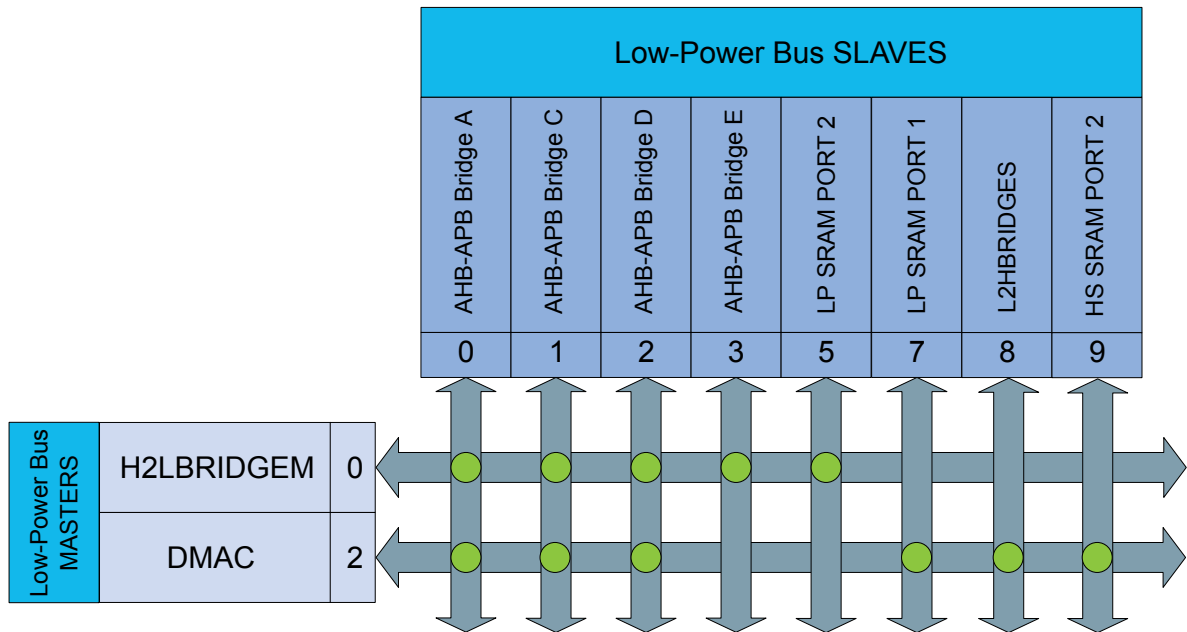 Low-Power Bus SLAVES
AHB-APB Bridge A
AHB-APB Bridge C
AHB-APB Bridge D
AHB-APB Bridge E
LP SRAM PORT 2
LP SRAM PORT 1
L2HBRIDGES
HS SRAM PORT 2
0 1 2 3 5 7 8 9
Low-Power Bus
MASTERS
H2LBRIDGEM 0
DMAC 2